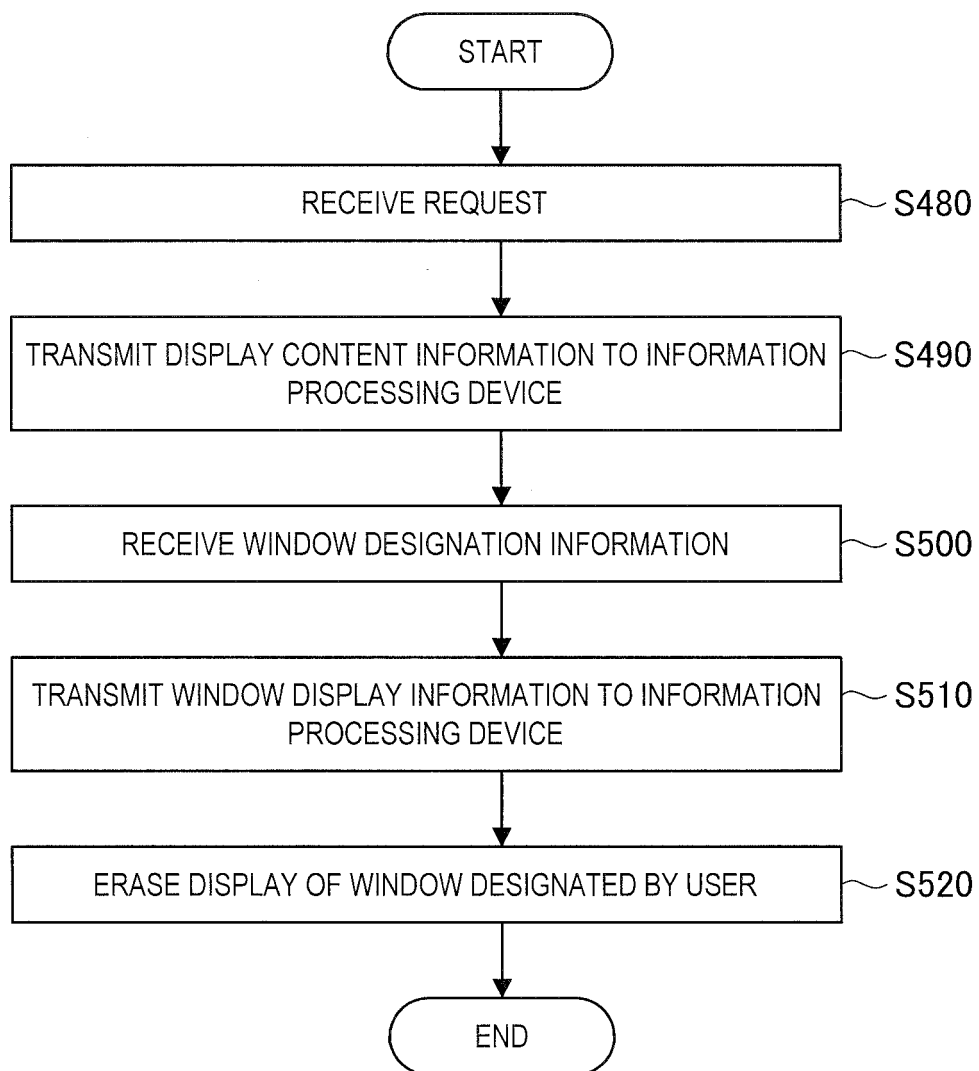 START
RECEIVE REQUEST
S480
TRANSMIT DISPLAY CONTENT INFORMATION TO INFORMATION
PROCESSING DEVICE
S490
RECEIVE WINDOW DESIGNATION INFORMATION
S500
TRANSMIT WINDOW DISPLAY INFORMATION TO INFORMATION
PROCESSING DEVICE
S510
ERASE DISPLAY OF WINDOW DESIGNATED BY USER
S520
END